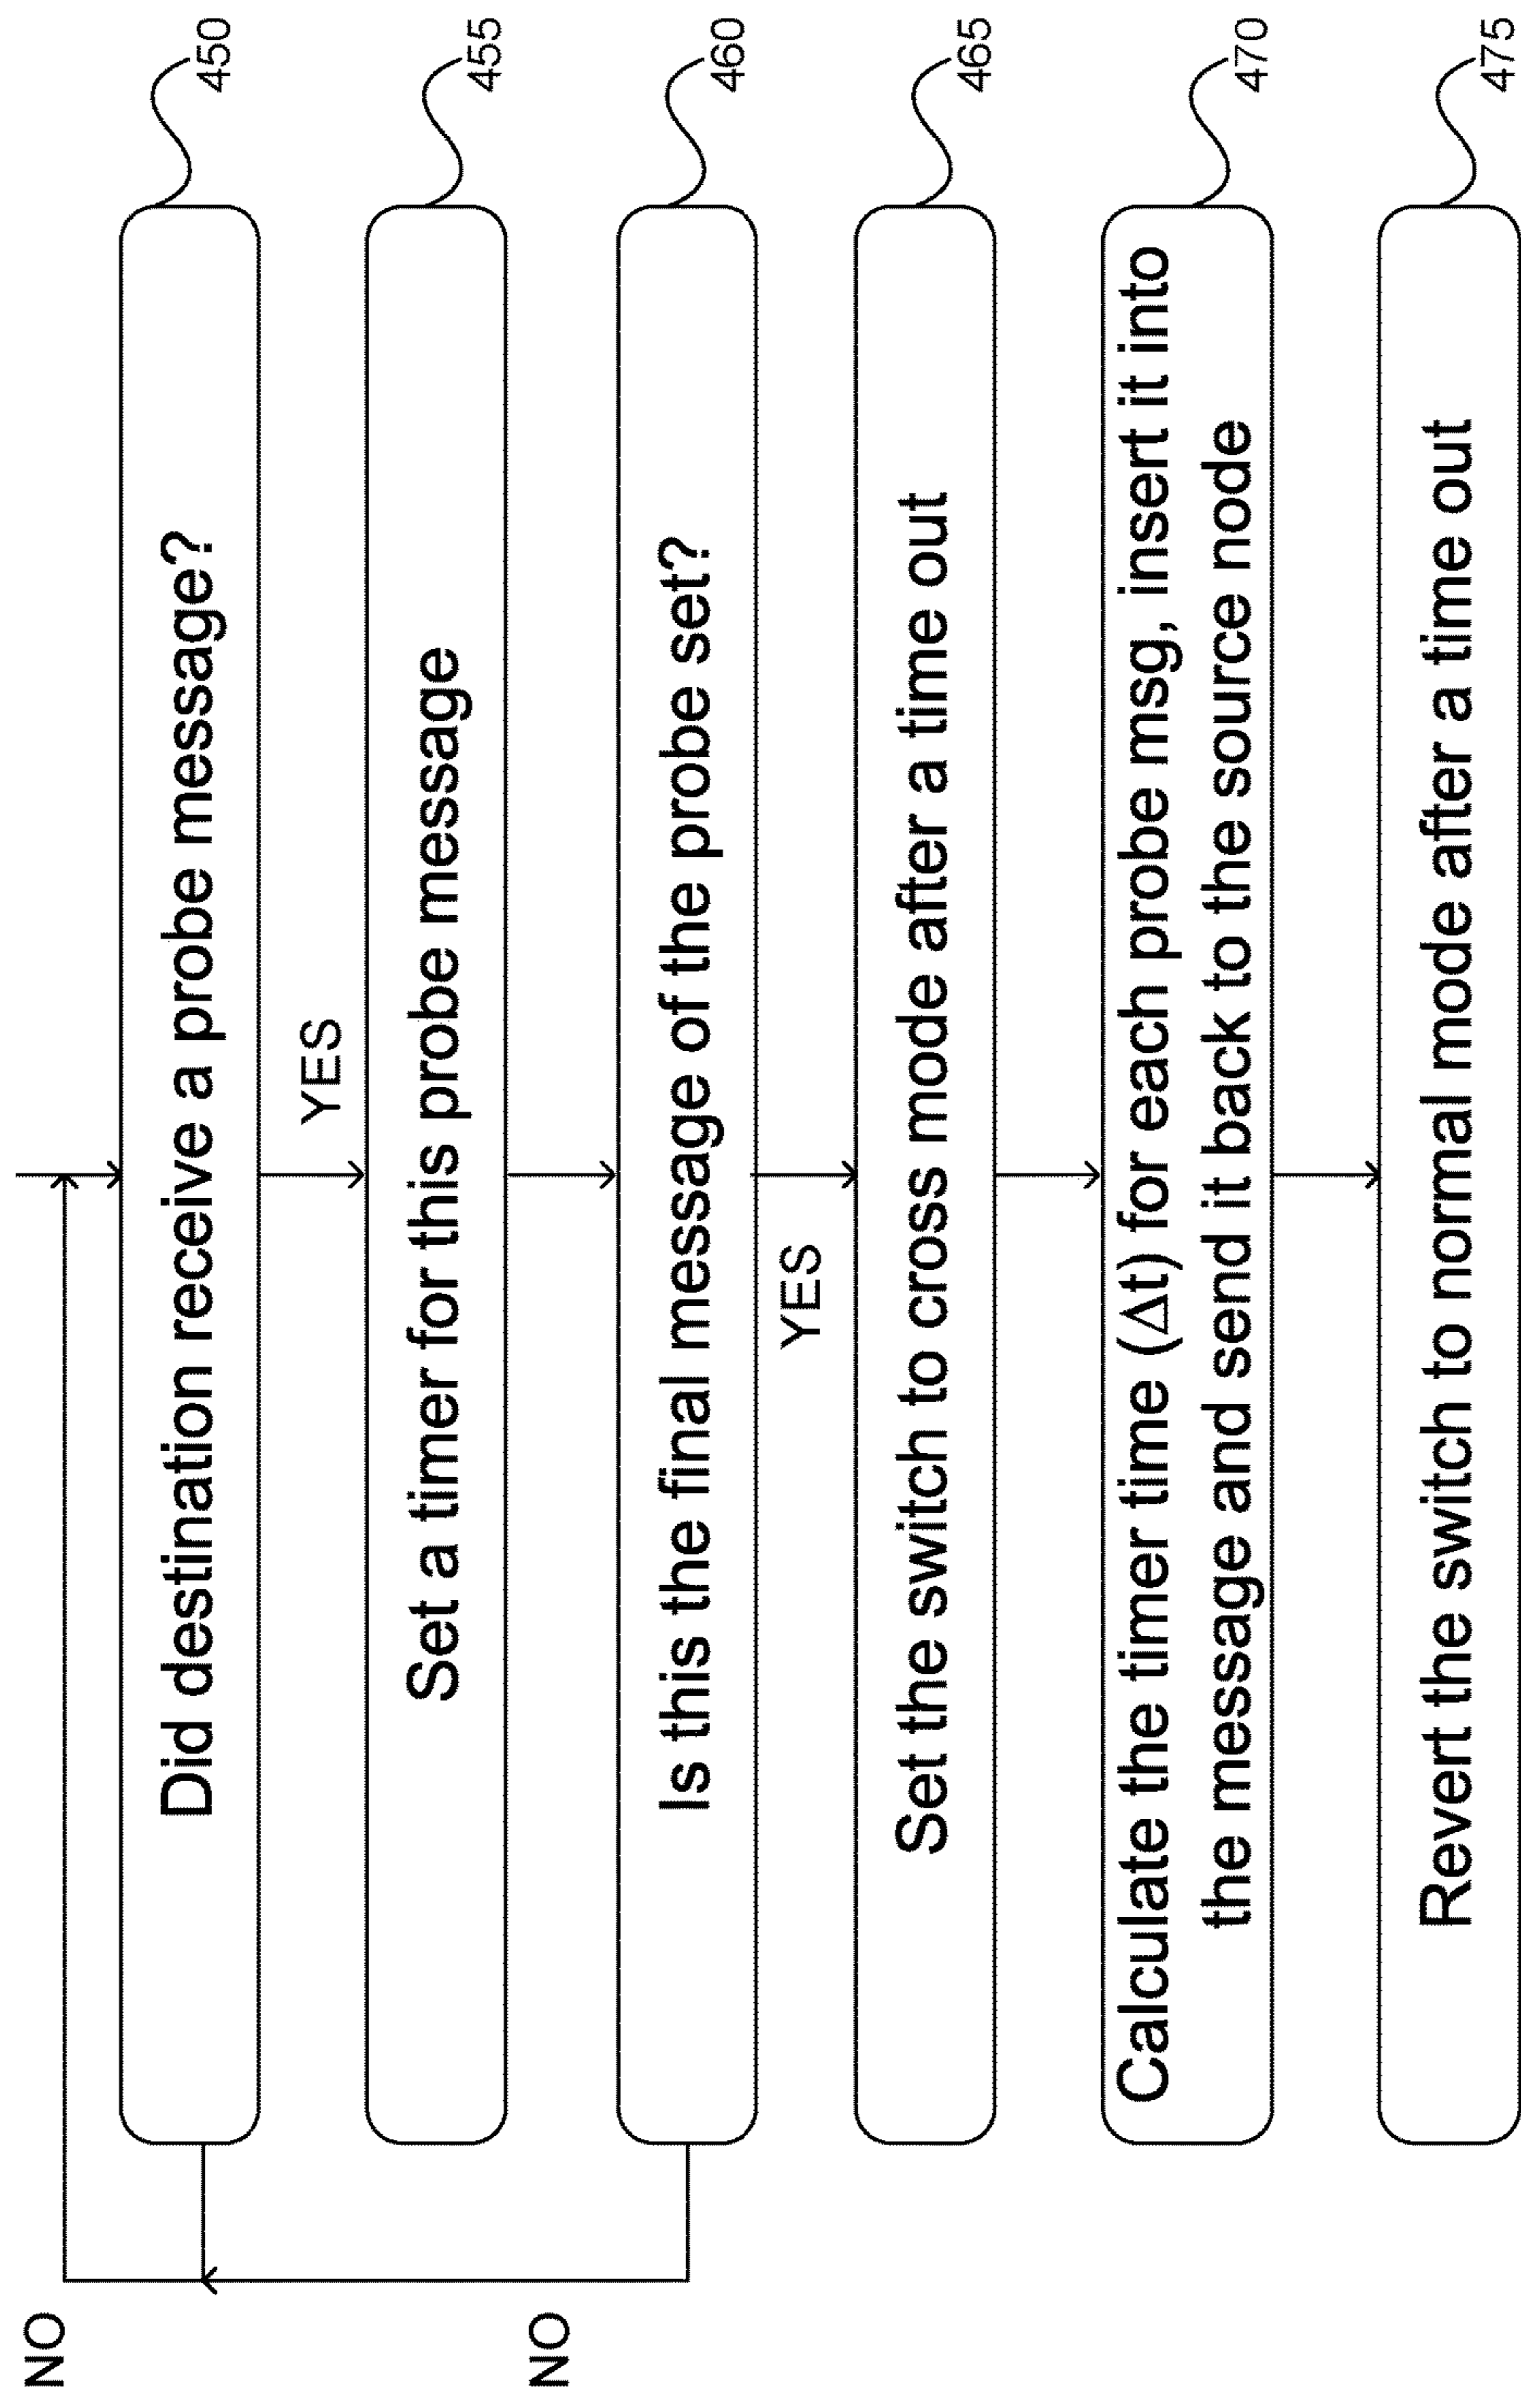 Did destination receive a probe message?
450
YES
Set a timer for this probe message
455
Is this the final message of the probe set?
460
YES
Set the switch to cross mode after a time out
465
Calculate the timer time (Δt) for each probe msg, insert it into
the message and send it back to the source node
470
Revert the switch to normal mode after a time out
475
NO
NO